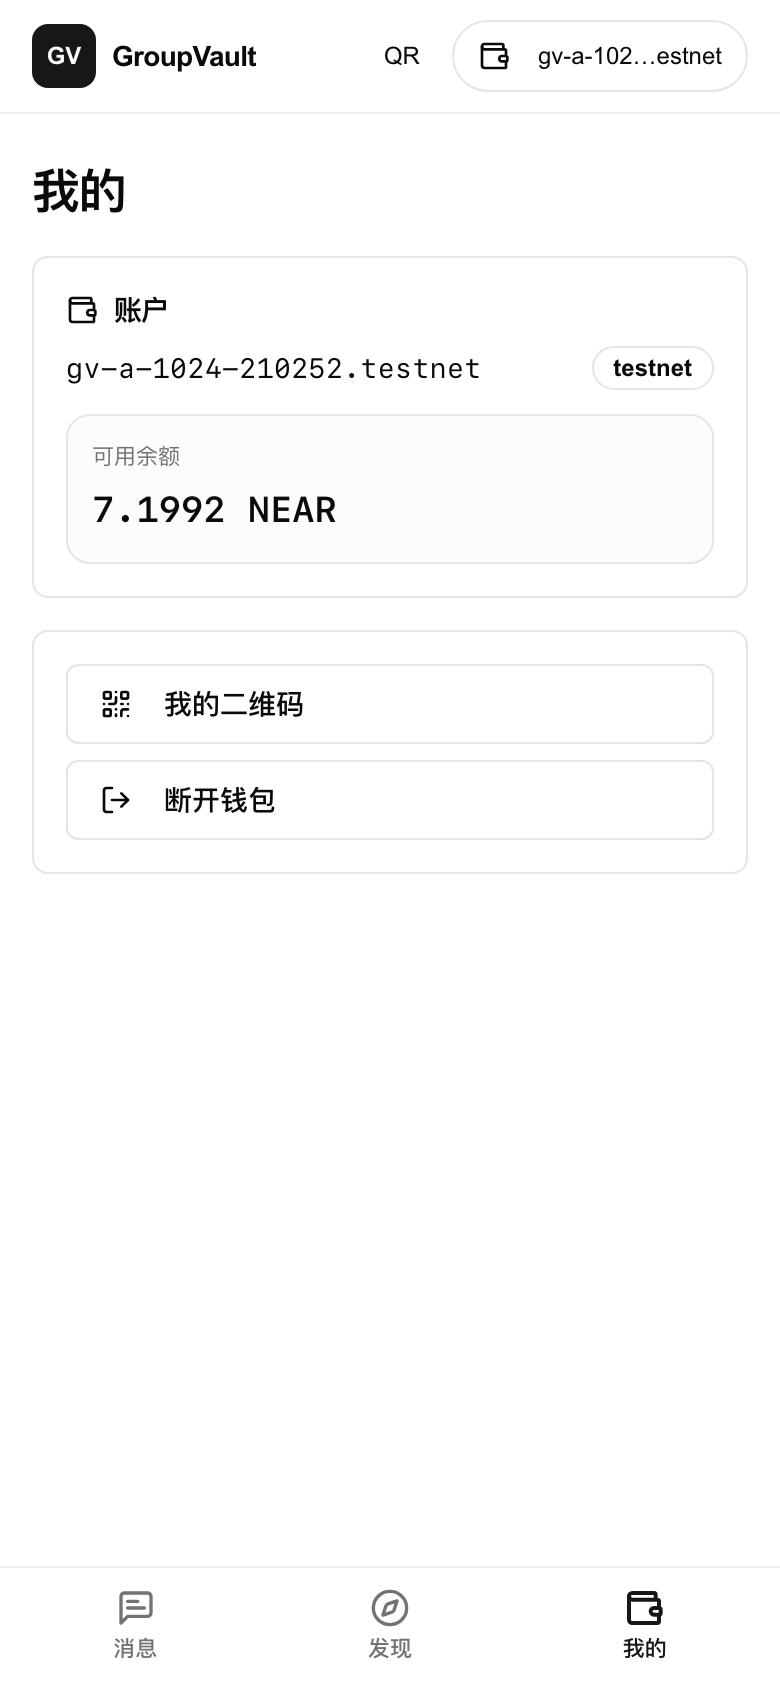 GV GroupVault QR gv-a-102...estnet
我的
账户
gv-a-1024-210252.testnet testnet
可用余额
7.1992 NEAR
我的二维码
断开钱包
消息 发现 我的